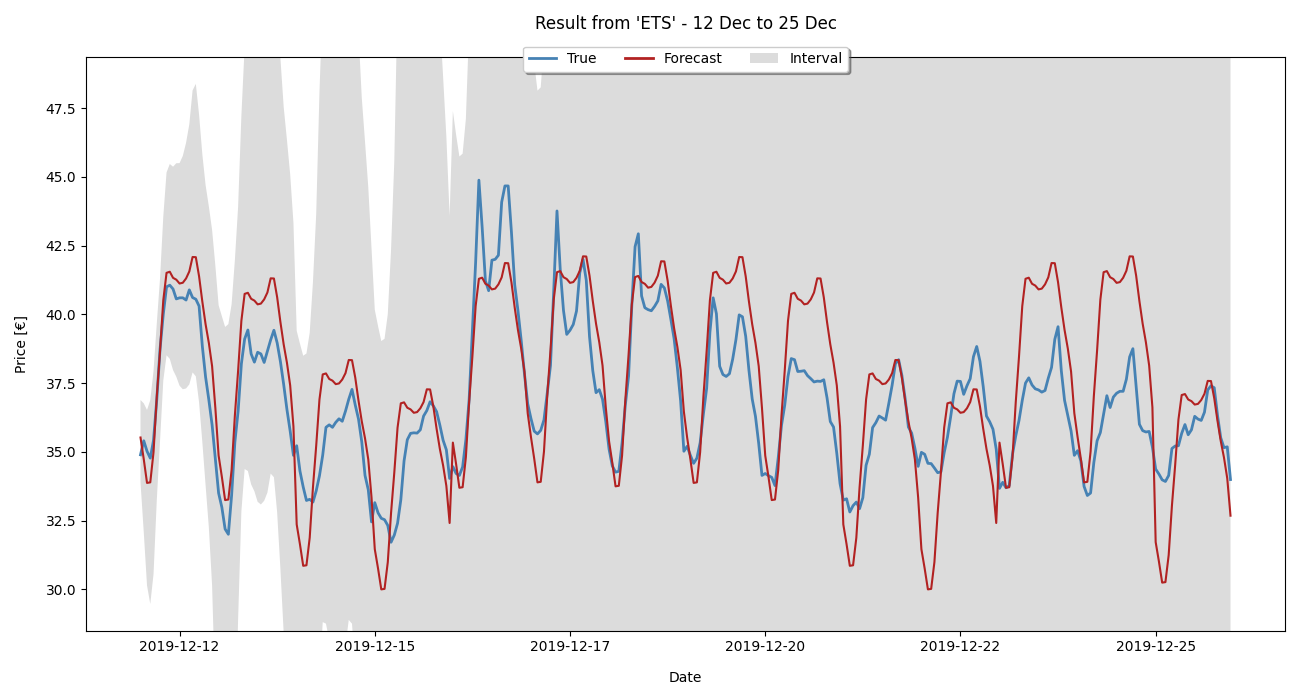 Result from 'ETS' - 12 Dec to 25 Dec
True Forecast Interval
47.5
45.0
42.5
40.0
37.5
35.0
32.5
30.0
Price [€]
2019-12-12 2019-12-15 2019-12-17 2019-12-20 2019-12-22 2019-12-25
Date